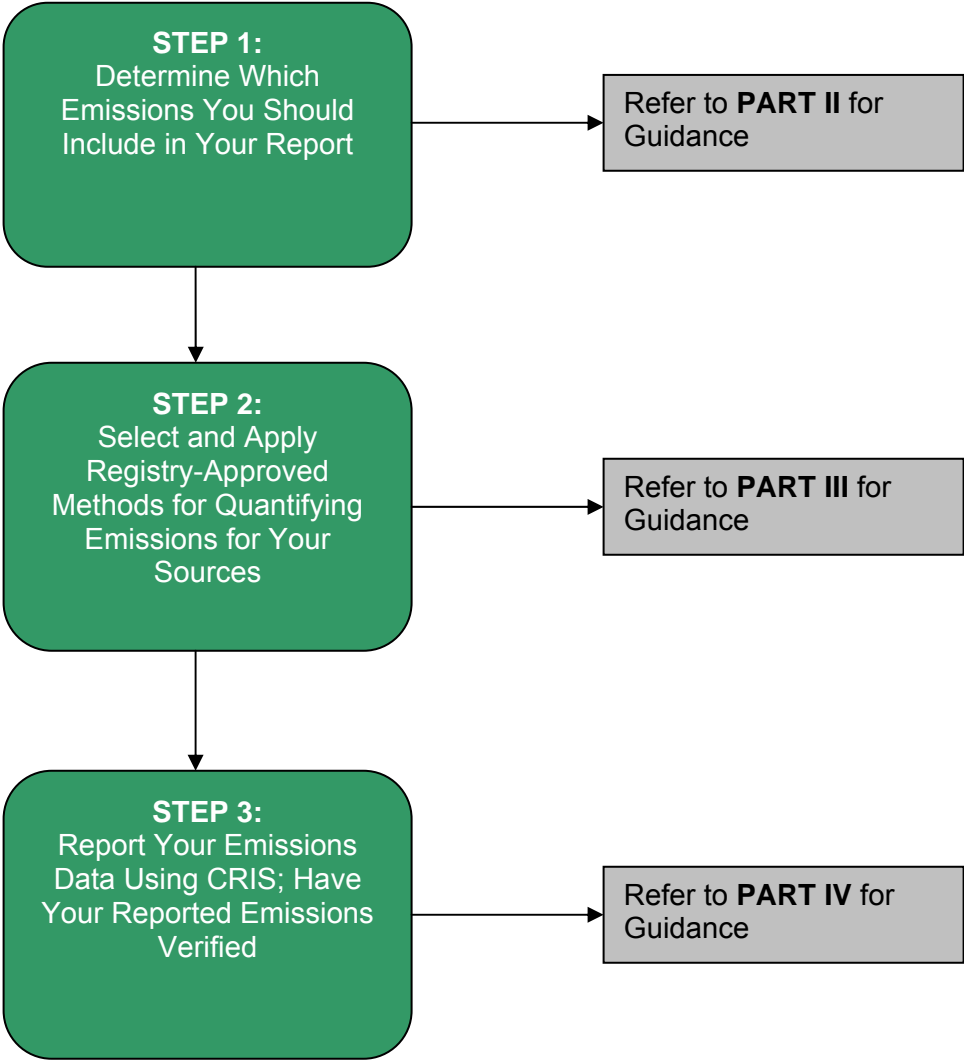 STEP 1:
Determine Which
Emissions You Should
Include in Your Report
Refer to PART II for
Guidance
STEP 2:
Select and Apply
Registry-Approved
Methods for Quantifying
Emissions for Your
Sources
Refer to PART III for
Guidance
STEP 3:
Report Your Emissions
Data Using CRIS; Have
Your Reported Emissions
Verified
Refer to PART IV for
Guidance